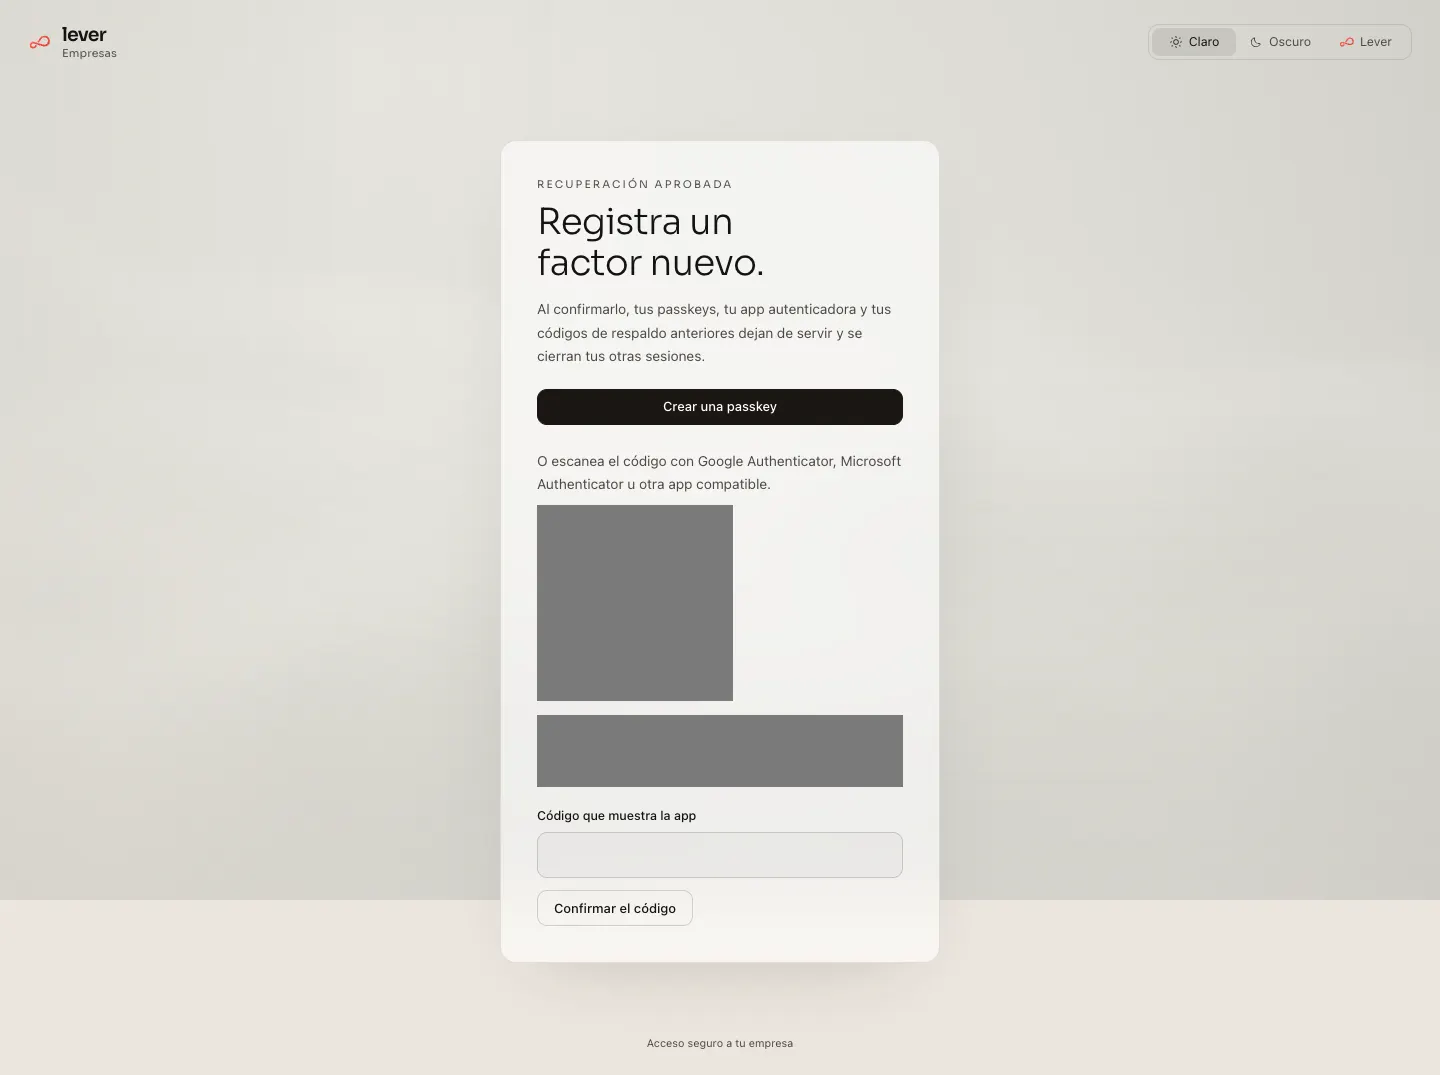 lever
Empresas
Claro
Oscuro
Lever
RECUPERACIÓN APROBADA
Registra un
factor nuevo.
Al confirmarlo, tus passkeys, tu app autenticadora y tus
códigos de respaldo anteriores dejan de servir y se
cierran tus otras sesiones.
Crear una passkey
O escanea el código con Google Authenticator, Microsoft
Authenticator u otra app compatible.
Código que muestra la app
Confirmar el código
Acceso seguro a tu empresa